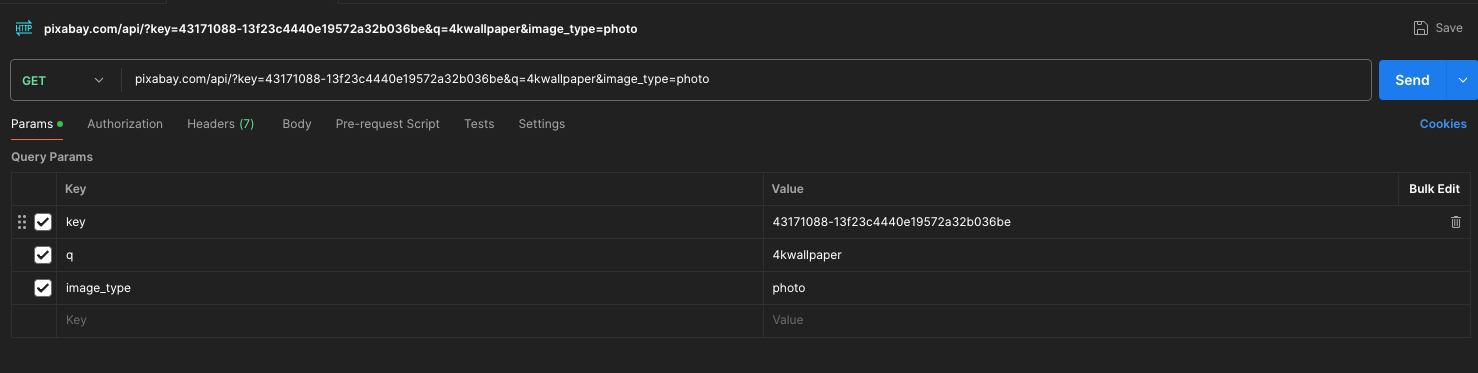 HTTP pixabay.com/api/?key=43171088-13f23c4440e19572a32b036be&q=4kwallpaper&image_type=photo Save
GET pixabay.com/api/?key=43171088-13f23c4440e19572a32b036be&q=4kwallpaper&image_type=photo Send
Params Authorization Headers (7) Body Pre-request Script Tests Settings Cookies
Query Params
Key Value Bulk Edit
key 43171088-13f23c4440e19572a32b036be
q 4kwallpaper
image_type photo
Key Value